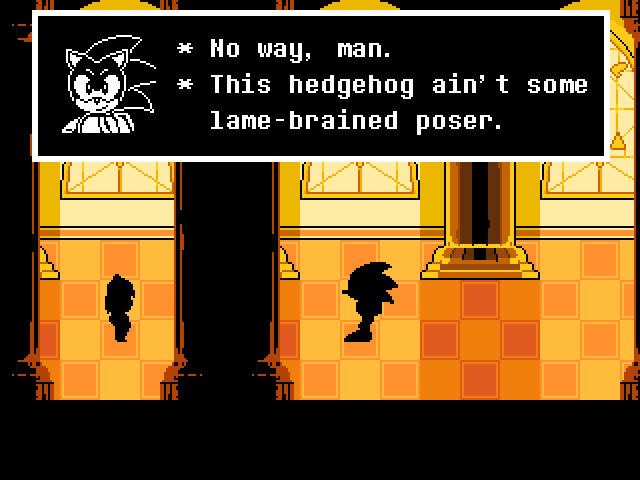 * No way, man.
* This hedgehog ain't some
lame-brained poser.